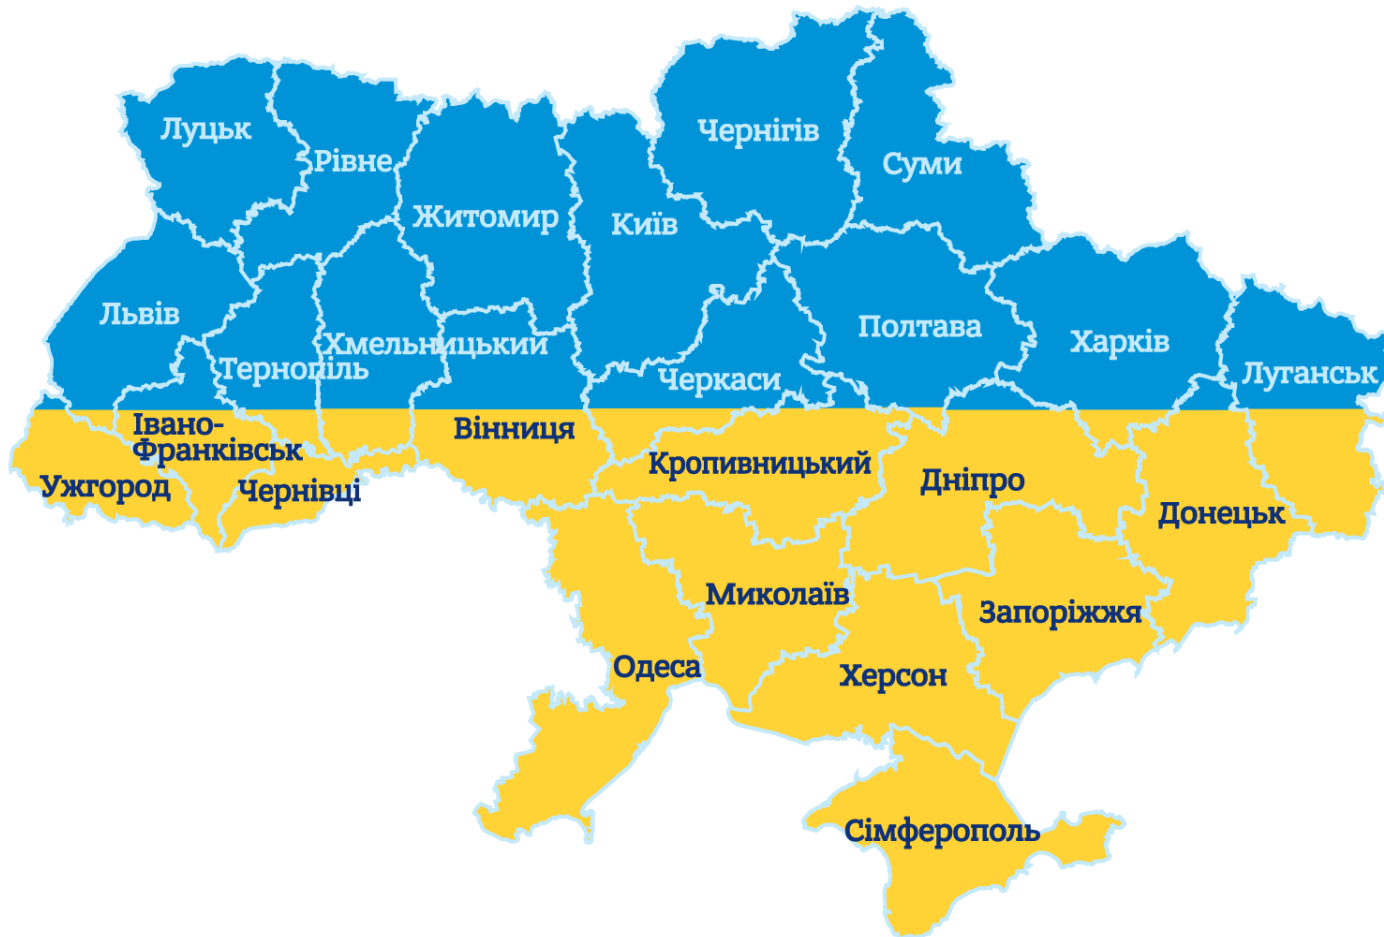 Луцьк
Рівне
Чернігів
Суми
Житомир
Київ
Львів
Тернопіль
Хмельницький
Черкаси
Полтава
Харків
Луганськ
Івано-
Франківськ
Вінниця
Кропивницький
Дніпро
Ужгород
Чернівці
Донецьк
Миколаїв
Запоріжжя
Одеса
Херсон
Сімферополь